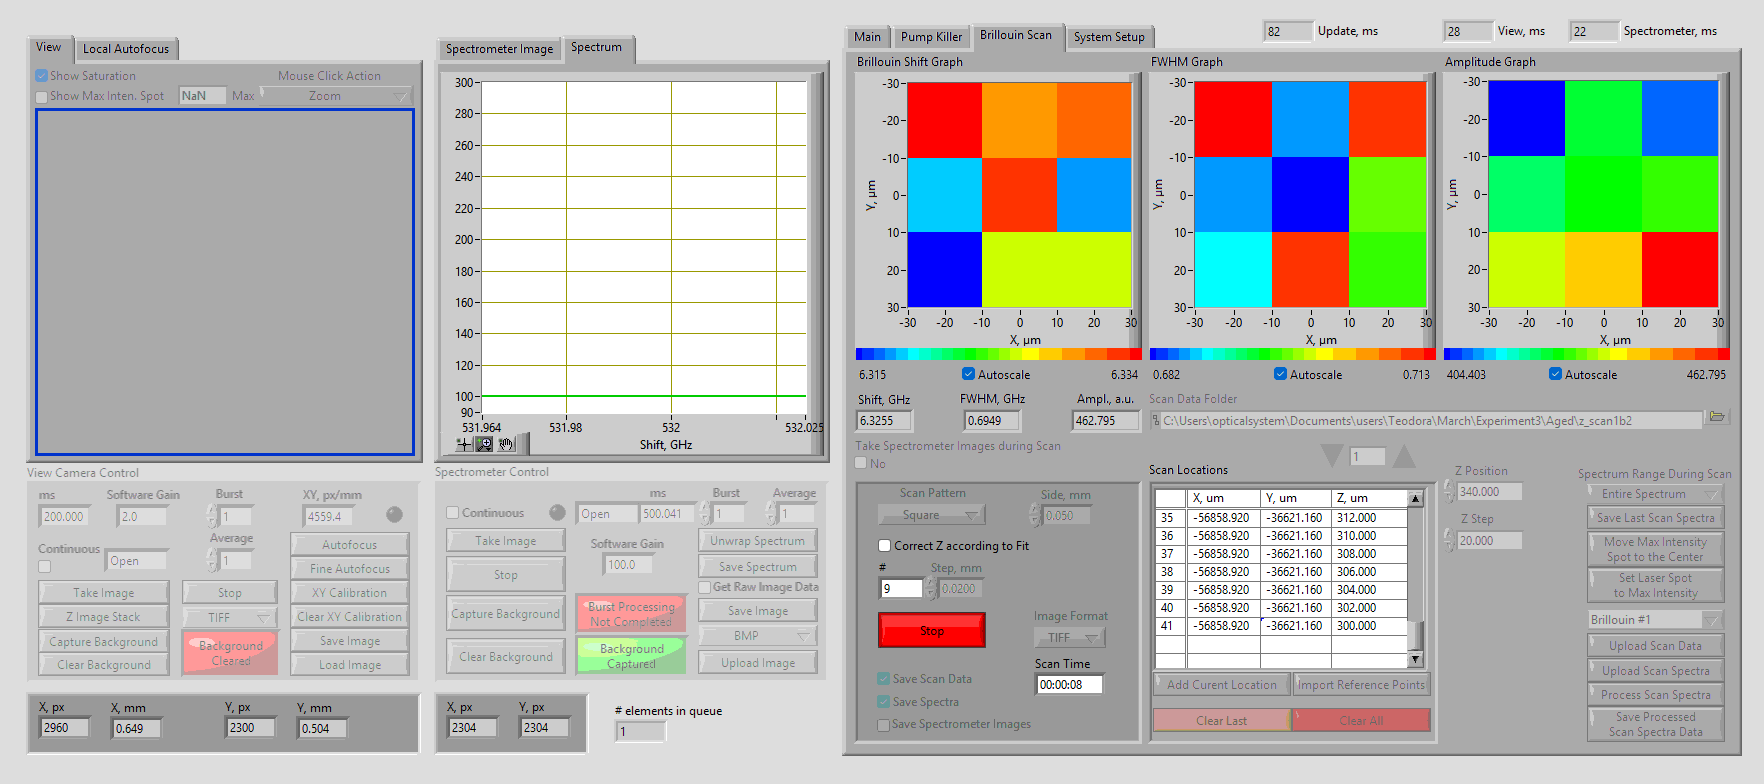 82 Update, ms
28 View, ms
22 Spectrometer, ms
View
Local Autofocus
Show Saturation
Mouse Click Action
Show Max Inten. Spot
NaN
Max
Zoom
Spectrometer Image
Spectrum
300
280
260
240
220
200
300
180
160
140
100
100
90
531.964
531.98
532
532.025
Shift, GHz
Main
Pump Killer
Brillouin Scan
System Setup
Brillouin Shift Graph
-30
-20
-10
0
10
20
30
Y, µm
-30 -20 -10 0 10 20 30
X, µm
6.315
Autoscale
6.334
FWHM Graph
-30
-20
-10
0
10
20
30
Y, µm
-30 -20 -10 0 10 20 30
X, µm
0.682
Autoscale
0.713
Amplitude Graph
-30
-20
-10
0
10
20
30
Y, µm
-30 -20 -10 0 10 20 30
X, µm
404.403
Autoscale
462.795
Shift, GHz
6.3255
FWHM, GHz
0.6949
Ampl., a.u.
462.795
Scan Data Folder
C:\Users\opticalsystem\Documents\users\Teodora\March\Experiment3\Aged\z_scan1b2
Take Spectrometer Images during Scan
No
1
View Camera Control
ms
200.000
Software Gain
2.0
Burst
1
XY, px/mm
4559.4
Continuous
Open
Average
1
Take Image
Z Image Stack
Capture Background
Clear Background
Stop
TIFF
Background
Cleared
Autofocus
Fine Autofocus
XY Calibration
Clear XY Calibration
Save Image
Load Image
X, px
2960
X, mm
0.649
Y, px
2300
Y, mm
0.504
Spectrometer Control
Continuous
Open
ms
500.041
Burst
1
Average
1
Take Image
Stop
Capture Background
Clear Background
Software Gain
100.0
Burst Processing
Not Completed
Background
Captured
Unwrap Spectrum
Save Spectrum
Get Raw Image Data
Save Image
BMP
Upload Image
X, px
2304
Y, px
2304
# elements in queue
1
Scan Pattern
Square
Side, mm
0.050
Correct Z according to Fit
#
9
Step, mm
0.0200
Stop
Image Format
TIFF
Scan Time
00:00:08
Save Scan Data
Save Spectra
Save Spectrometer Images
Scan Locations
X, um Y, um Z, um
35 -56858.920 -36621.160 312.000
36 -56858.920 -36621.160 310.000
37 -56858.920 -36621.160 308.000
38 -56858.920 -36621.160 306.000
39 -56858.920 -36621.160 304.000
40 -56858.920 -36621.160 302.000
41 -56858.920 -36621.160 300.000
Add Curent Location
Import Reference Points
Clear Last
Clear All
Z Position
340.000
Z Step
20.000
Spectrum Range During Scan
Entire Spectrum
Save Last Scan Spectra
Move Max Intensity
Spot to the Center
Set Laser Spot
to Max Intensity
Brillouin #1
Upload Scan Data
Upload Scan Spectra
Process Scan Spectra
Save Processed
Scan Spectra Data